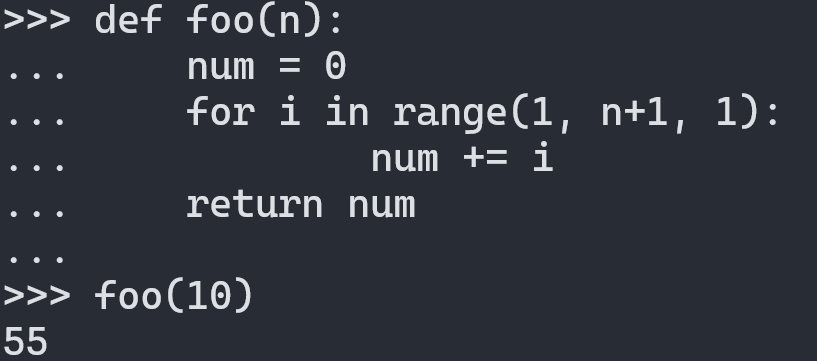 >>> def foo(n):
...     num = 0
...     for i in range(1, n+1, 1):
...             num += i
...     return num
...
>>> foo(10)
55